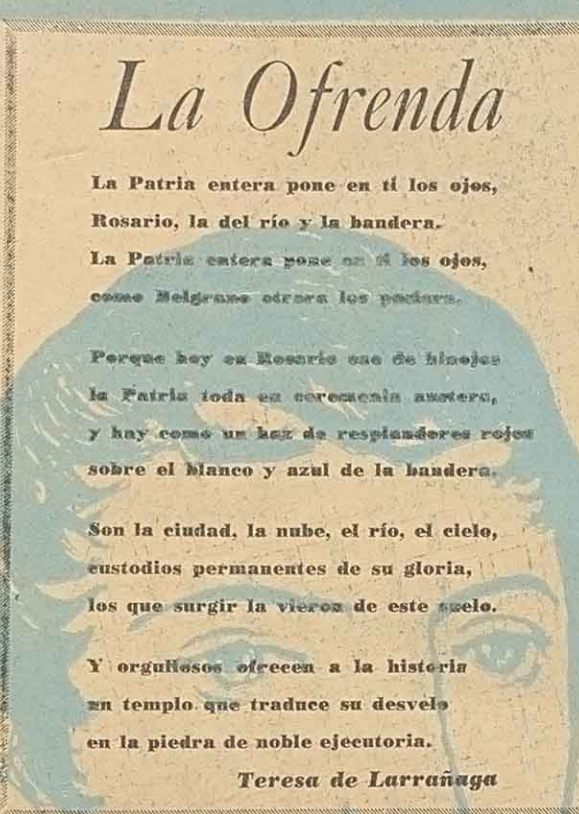 La Ofrenda
La Patria entera pone en tí los ojos,
Rosario, la del río y la bandera.
La Patria entera pone en tí los ojos,
como Belgrano otrora los pusiera.
Porque hoy en Rosario cae de hinojos
la Patria toda en ceremonia austera,
y hay como un haz de resplandores rojos
sobre el blanco y azul de la bandera.
Son la ciudad, la nube, el río, el cielo,
custodios permanentes de su gloria,
los que surgir la vieron de este suelo.
Y orgullosos ofrecen a la historia
un templo que traduce su desvelo
en la piedra de noble ejecutoria.
Teresa de Larrañaga